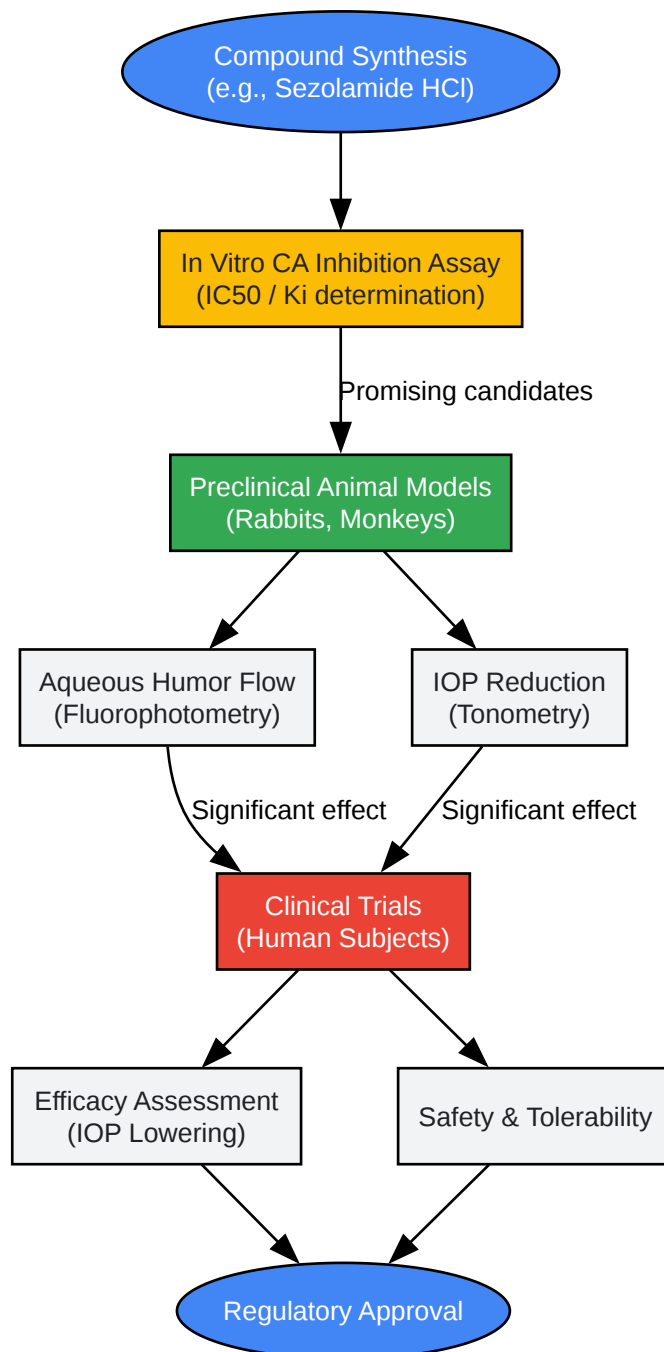 Compound Synthesis
(e.g., Sezolamide HCl)
In Vitro CA Inhibition Assay
(IC50 / Ki determination)
Promising candidates
Preclinical Animal Models
(Rabbits, Monkeys)
Aqueous Humor Flow
(Fluorophotometry)
IOP Reduction
(Tonometry)
Significant effect
Significant effect
Clinical Trials
(Human Subjects)
Efficacy Assessment
(IOP Lowering)
Safety & Tolerability
Regulatory Approval